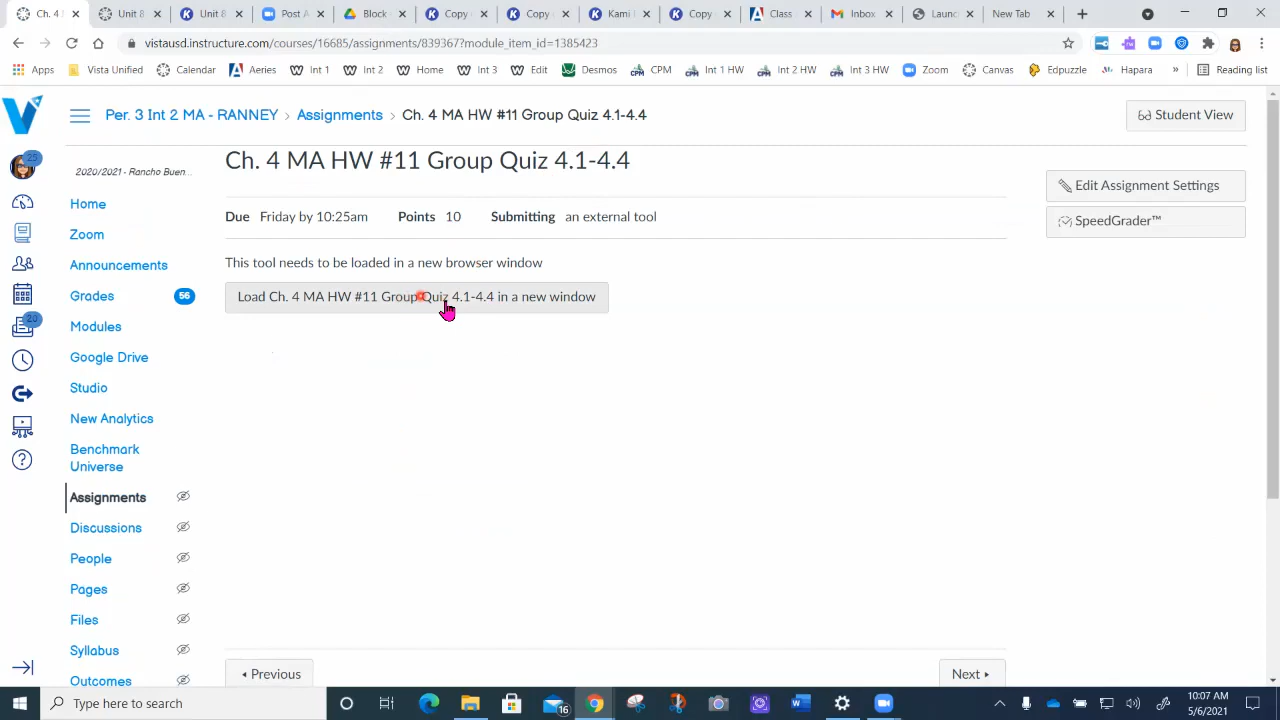 Ch. 4
Unit 8
Unit 8
Post A
Block
Copy
Copy
Kami
Copy
Class
Inbox
Launc
New Tab
vistausd.instructure.com/courses/16685/assignments/839367?module_item_id=1385423
Apps
Vista Unified
Calendar
Aeries
Int 1
Int 2
Home
Int 3
Edit
Desmos
CPM
CPM
CPM
Int 1 HW
CPM
Int 2 HW
CPM
Int 3 HW
Zoom
Canvas
Edpuzzle
Hapara
»
Reading list
Per. 3 Int 2 MA - RANNEY › Assignments › Ch. 4 MA HW #11 Group Quiz 4.1-4.4
Student View
25
2020/2021 - Rancho Buen...
Ch. 4 MA HW #11 Group Quiz 4.1-4.4
Edit Assignment Settings
Home
Due Friday by 10:25am Points 10 Submitting an external tool
SpeedGrader™
Zoom
Announcements
This tool needs to be loaded in a new browser window
Grades
56
Load Ch. 4 MA HW #11 Group Quiz 4.1-4.4 in a new window
20
Modules
Google Drive
Studio
New Analytics
Benchmark
Universe
Assignments
Discussions
People
Pages
Files
Syllabus
Outcomes
Previous
Next
Type here to search
16
10:07 AM
5/6/2021